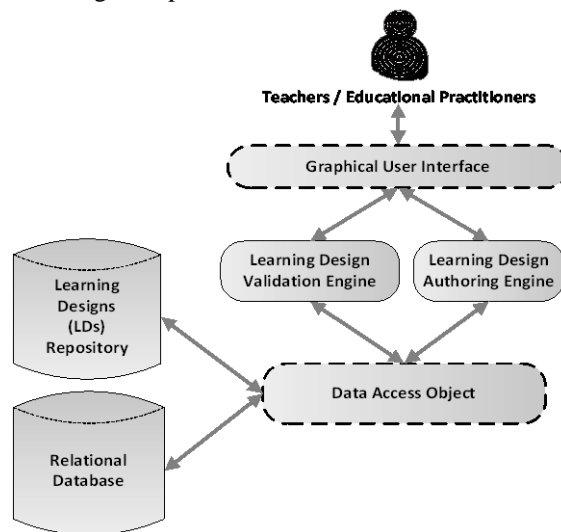 Teachers / Educational Practitioners
Graphical User Interface
Learning Design
Validation Engine
Learning Design
Authoring Engine
Learning
Designs
(LDs)
Repository
Data Access Object
Relational
Database